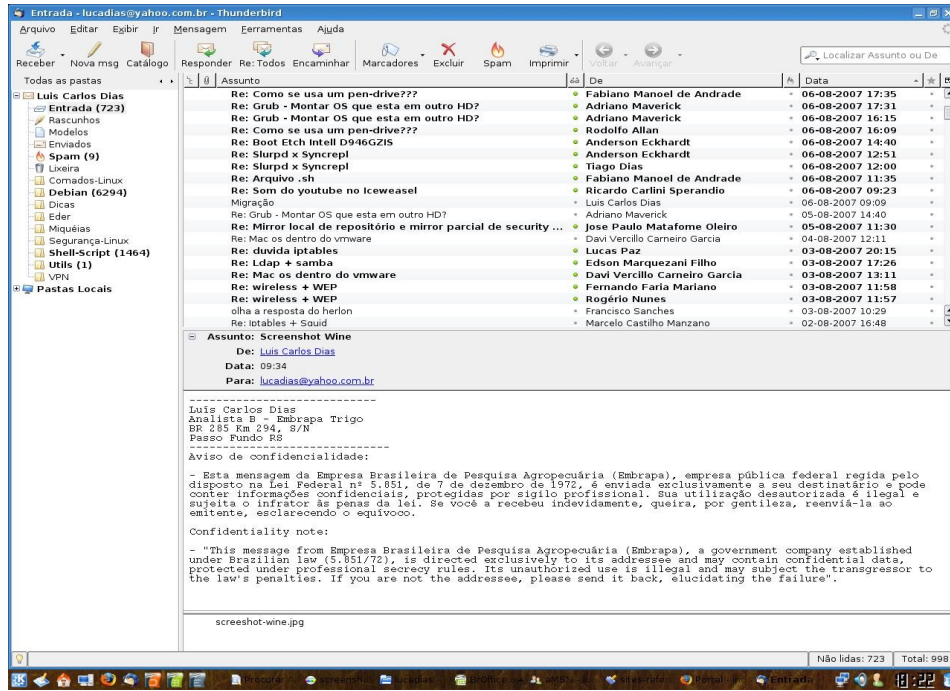 Entrada - lucadias@yahoo.com.br - Thunderbird
Arquivo Editar Exibir Ir Mensagem Ferramentas Ajuda
Receber Nova msg Catálogo Responder Re: Todos Encaminhar Marcadores Excluir Spam Imprimir Voltar Avançar
Localizar Assunto ou De
Todas as pastas
Luis Carlos Dias
Entrada (723)
Rascunhos
Modelos
Enviados
Spam (9)
Lixeira
Comados-Linux
Debian (6294)
Dicas
Eder
Miquéias
Segurança-Linux
Shell-Script (1464)
Utils (1)
VPN
Pastas Locais
Assunto De Data
Re: Como se usa um pen-drive??? Fabiano Manoel de Andrade 06-08-2007 17:35
Re: Grub - Montar OS que esta em outro HD? Adriano Maverick 06-08-2007 17:31
Re: Grub - Montar OS que esta em outro HD? Adriano Maverick 06-08-2007 16:15
Re: Como se usa um pen-drive??? Rodolfo Allan 06-08-2007 16:09
Re: Boot Etch Intell D946GZIS Anderson Eckhardt 06-08-2007 14:40
Re: Slurpd x Syncrepl Anderson Eckhardt 06-08-2007 12:51
Re: Slurpd x Syncrepl Tiago Dias 06-08-2007 12:00
Re: Arquivo .sh Fabiano Manoel de Andrade 06-08-2007 11:35
Re: Som do youtube no Iceweasel Ricardo Carlini Sperandio 06-08-2007 09:23
Migração Luis Carlos Dias 06-08-2007 09:09
Re: Grub - Montar OS que esta em outro HD? Adriano Maverick 05-08-2007 14:40
Re: Mirror local de repositório e mirror parcial de security ... Jose Paulo Matafome Oleiro 05-08-2007 11:30
Re: Mac os dentro do vmware Davi Vercillo Carneiro Garcia 04-08-2007 12:11
Re: duvida iptables Lucas Paz 03-08-2007 20:15
Re: Ldap + samba Edson Marquezani Filho 03-08-2007 17:26
Re: Mac os dentro do vmware Davi Vercillo Carneiro Garcia 03-08-2007 13:11
Re: wireless + WEP Fernando Faria Mariano 03-08-2007 11:58
Re: wireless + WEP Rogério Nunes 03-08-2007 11:57
olha a resposta do herlon Francisco Sanches 03-08-2007 10:29
Re: Iptables + Squid Marcelo Castilho Manzano 02-08-2007 16:48
Assunto: Screenshot Wine
De: Luis Carlos Dias
Data: 09:34
Para: lucadias@yahoo.com.br
----------------------------
Luís Carlos Dias
Analista B - Embrapa Trigo
BR 285 Km 294, S/N
Passo Fundo RS
------------------------------
Aviso de confidencialidade:
- Esta mensagem da Empresa Brasileira de Pesquisa Agropecuária (Embrapa), empresa pública federal regida pelo
disposto na Lei Federal nº 5.851, de 7 de dezembro de 1972, é enviada exclusivamente a seu destinatário e pode
conter informações confidenciais, protegidas por sigilo profissional. Sua utilização desautorizada é ilegal e
sujeita o infrator às penas da lei. Se você a recebeu indevidamente, queira, por gentileza, reenviá-la ao
emitente, esclarecendo o equívoco.
Confidentiality note:
- "This message from Empresa Brasileira de Pesquisa Agropecuária (Embrapa), a government company established
under Brazilian law (5.851/72), is directed exclusively to its addressee and may contain confidential data,
protected under professional secrecy rules. Its unauthorized use is illegal and may subject the transgressor to
the law's penalties. If you are not the addressee, please send it back, elucidating the failure".
screeshot-wine.jpg
Não lidas: 723 Total: 998
Procurar screensho lucadias BrOffice aMS sites-refer Portal Entrada 18:22